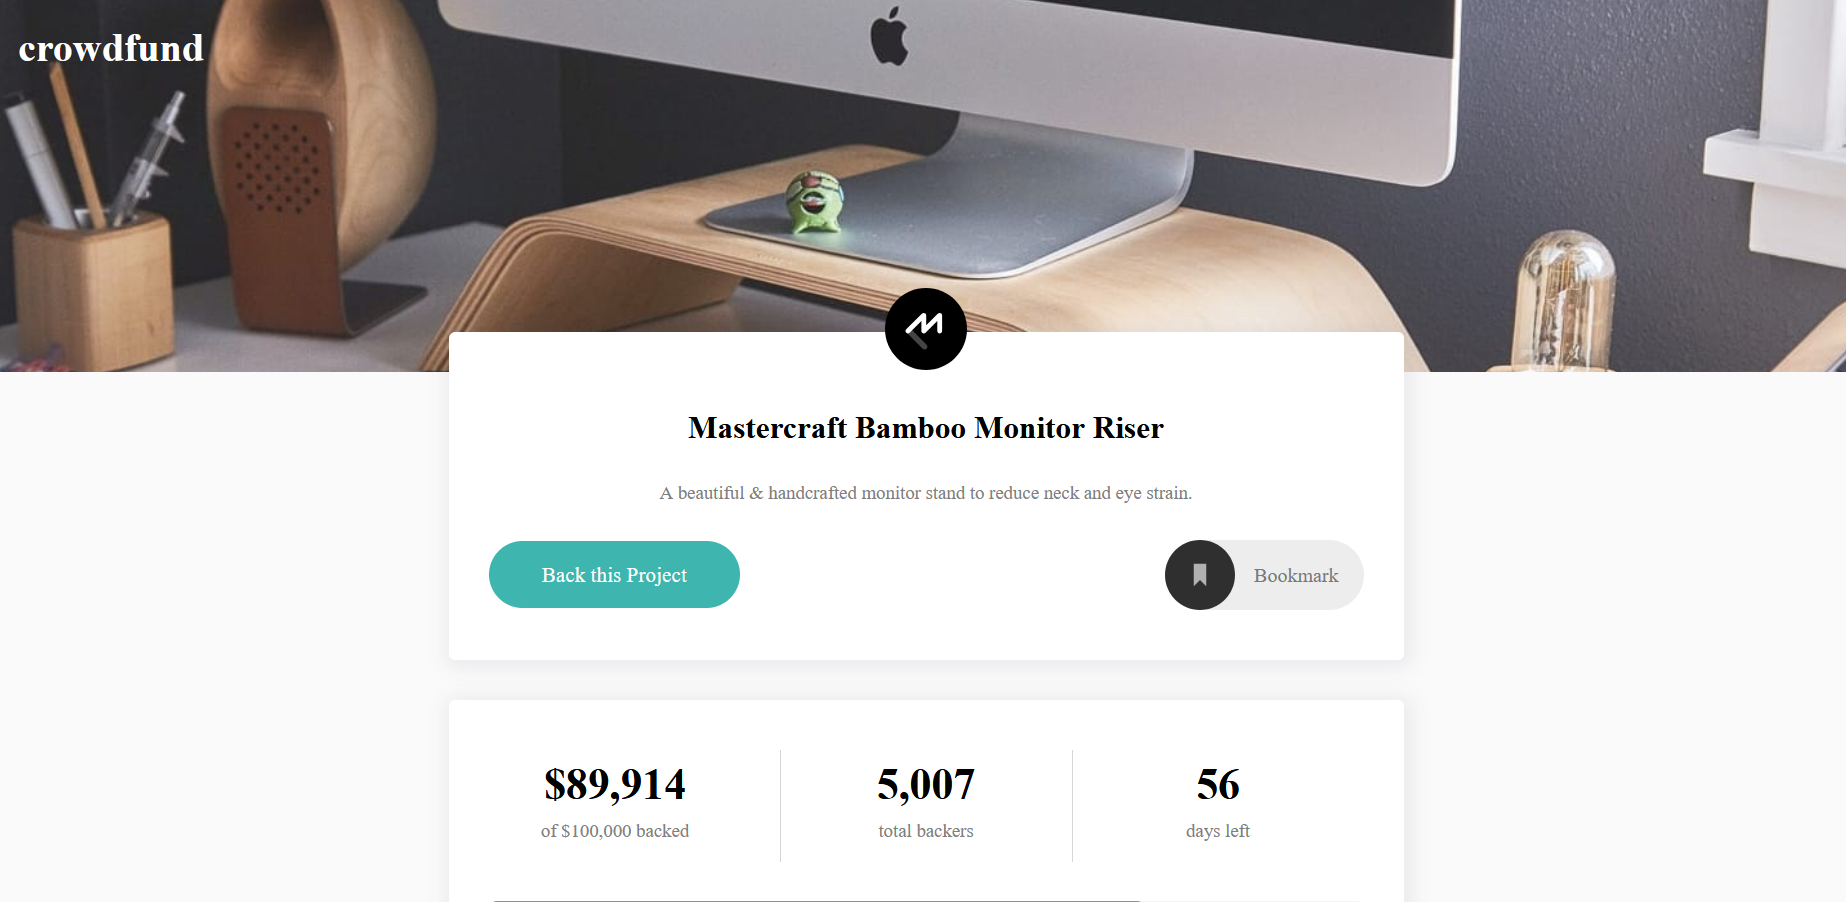 crowdfund
Mastercraft Bamboo Monitor Riser
A beautiful & handcrafted monitor stand to reduce neck and eye strain.
Back this Project
Bookmark
$89,914
of $100,000 backed
5,007
total backers
56
days left